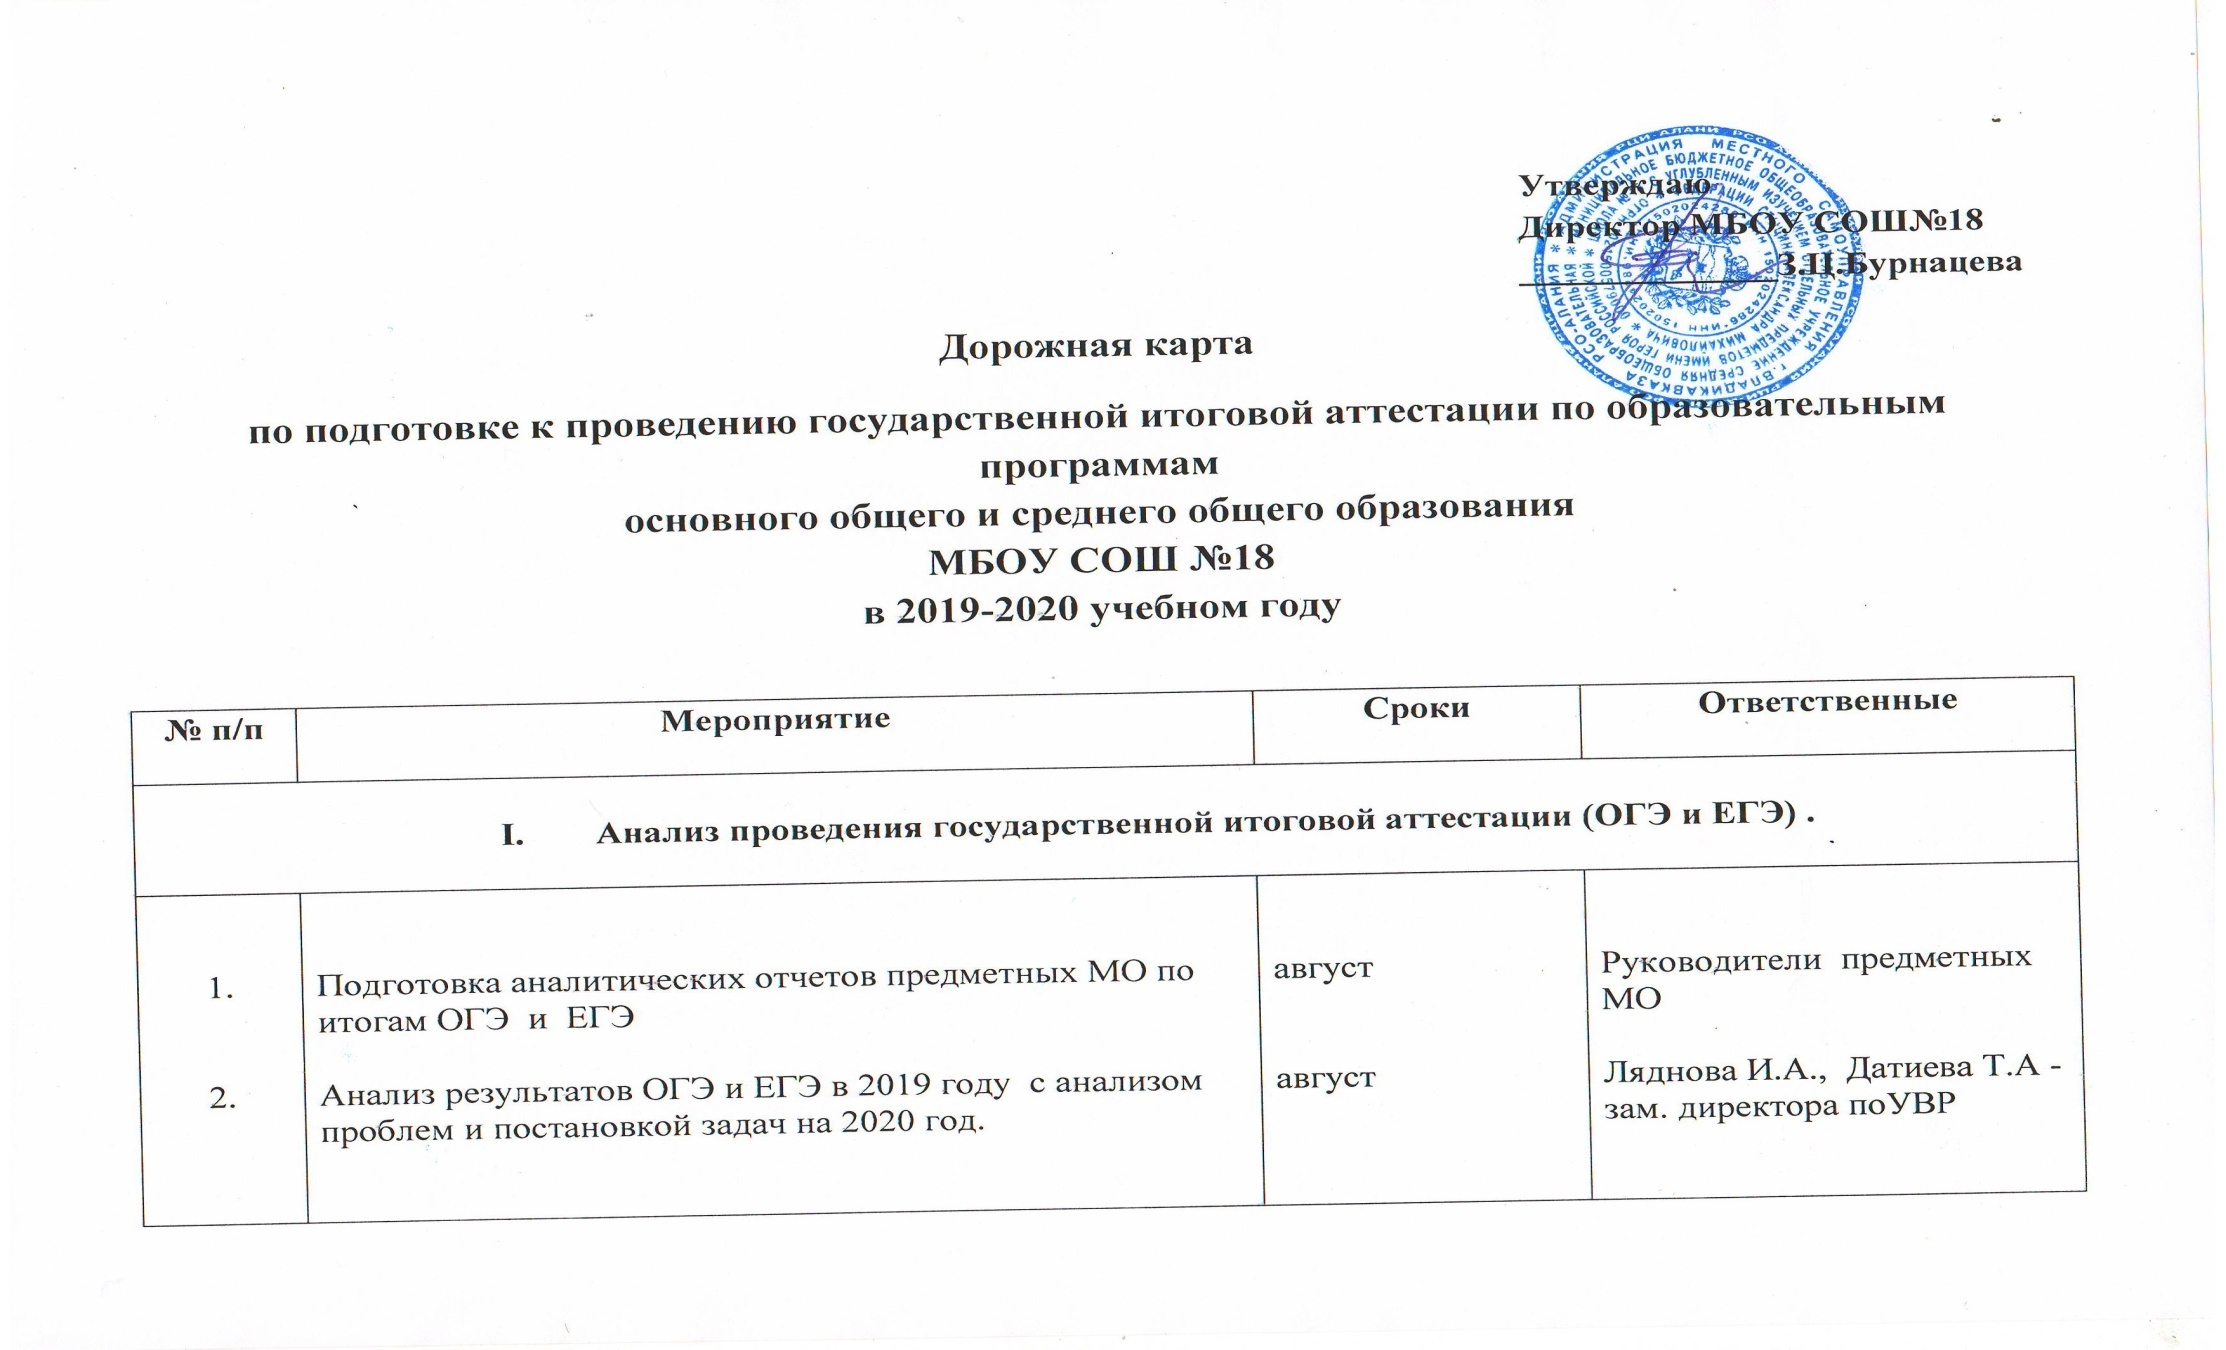 Утверждаю
Директор МБОУ СОШ№18
З.Ц.Бурнацева
Дорожная карта
по подготовке к проведению государственной итоговой аттестации по образовательным
программам
основного общего и среднего общего образования
МБОУ СОШ №18
в 2019-2020 учебном году
№ п/п Мероприятие Сроки Ответственные
I. Анализ проведения государственной итоговой аттестации (ОГЭ и ЕГЭ) .
1. Подготовка аналитических отчетов предметных МО по август Руководители предметных
итогам ОГЭ и ЕГЭ МО
2. Анализ результатов ОГЭ и ЕГЭ в 2019 году с анализом август Ляднова И.А., Датиева Т.А -
проблем и постановкой задач на 2020 год. зам. директора поУВР